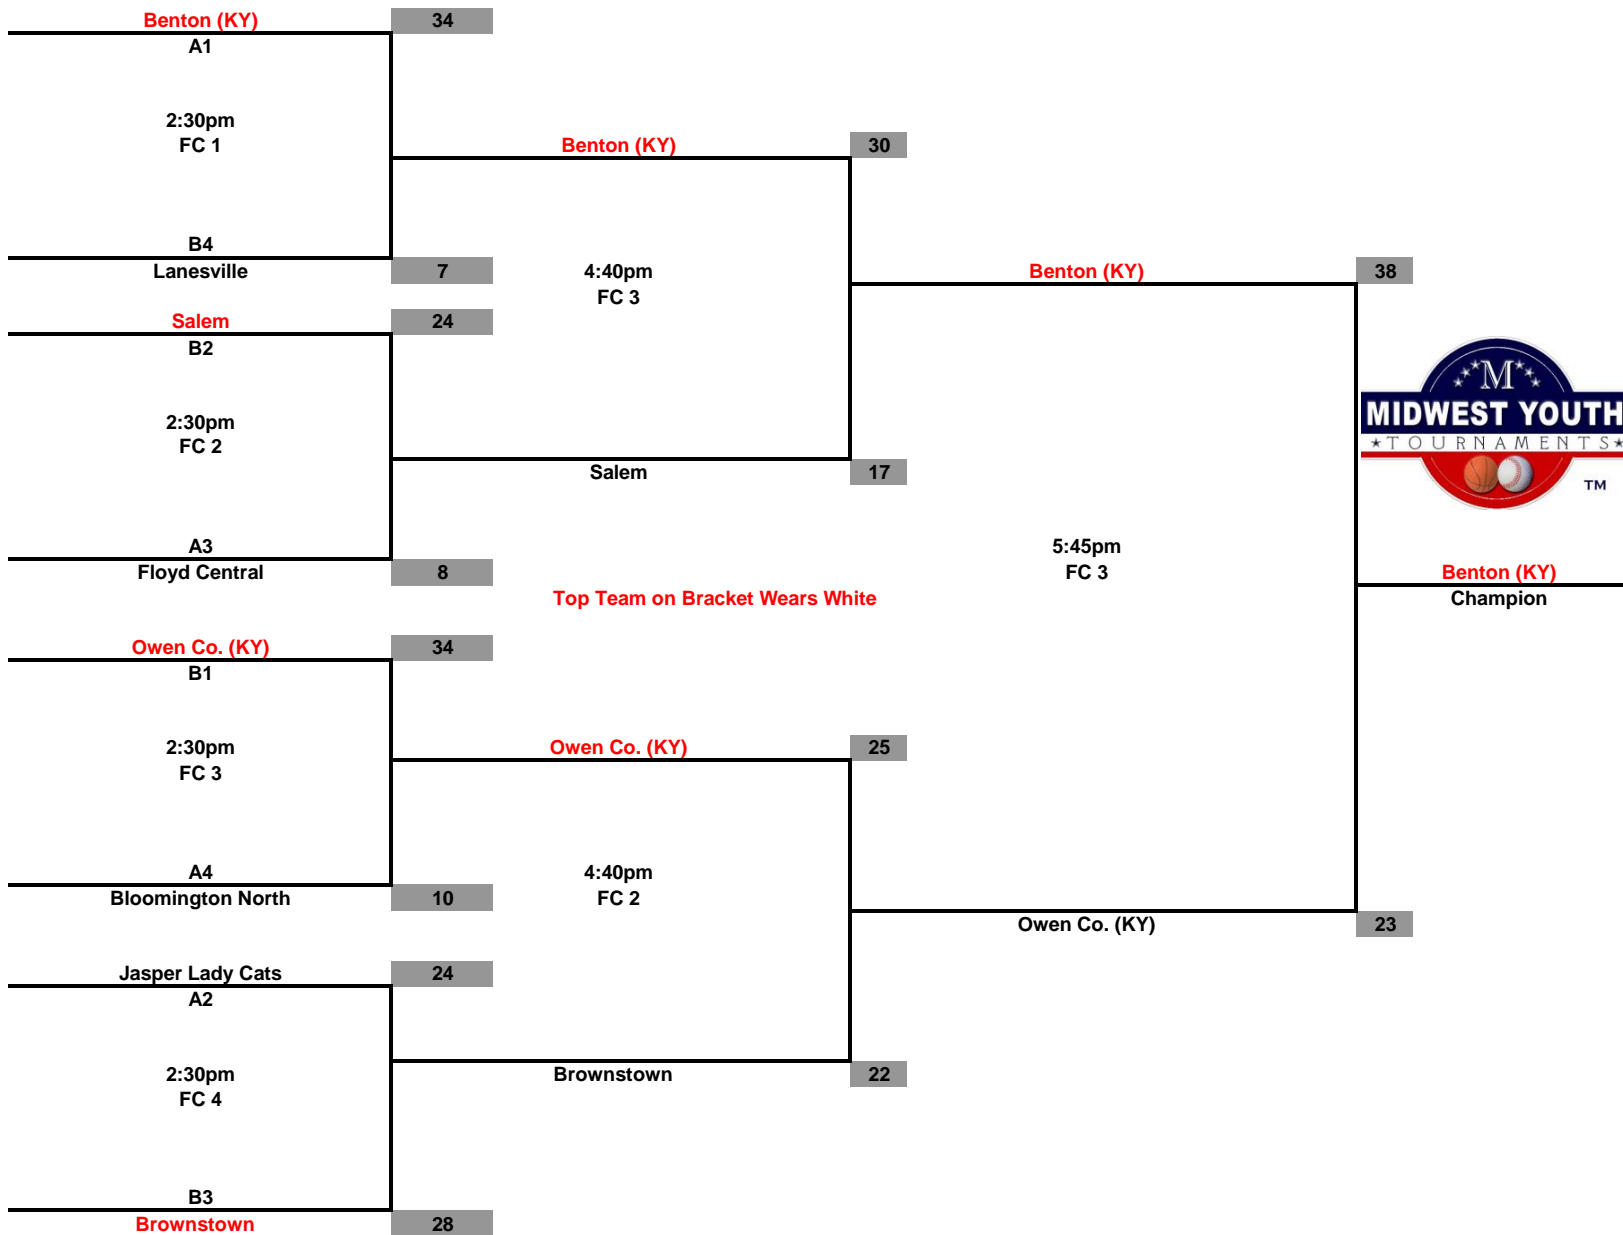 Benton (KY) 34
A1
2:30pm
FC 1
B4
Lanesville 7
Salem 24
B2
2:30pm
FC 2
A3
Floyd Central 8
Owen Co. (KY) 34
B1
2:30pm
FC 3
A4
Bloomington North 10
Jasper Lady Cats 24
A2
2:30pm
FC 4
B3
Brownstown 28
Benton (KY) 30
4:40pm
FC 3
Salem 17
Top Team on Bracket Wears White
Owen Co. (KY) 25
4:40pm
FC 2
Brownstown 22
Benton (KY) 38
5:45pm
FC 3
Owen Co. (KY) 23
M
MIDWEST YOUTH
TOURNAMENTS
TM
Benton (KY)
Champion